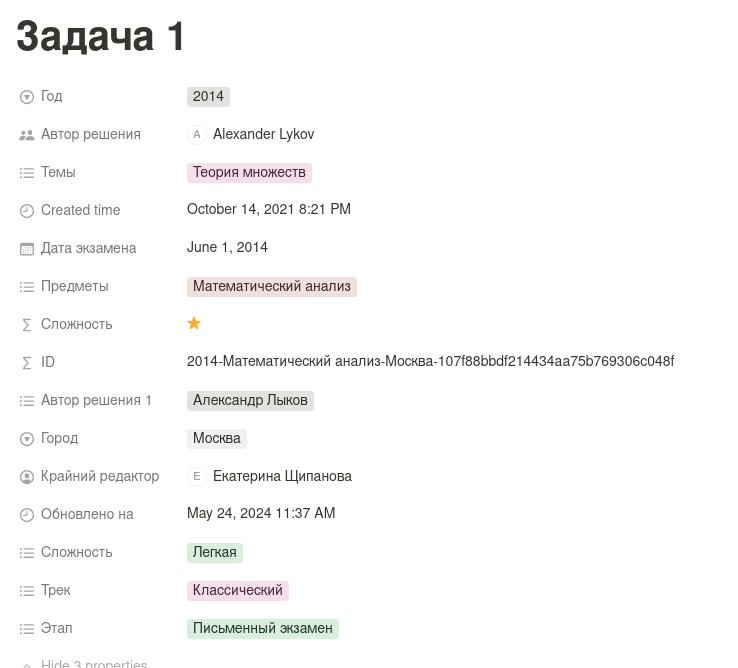 Задача 1
Год 2014
Автор решения A Alexander Lykov
Темы Теория множеств
Created time October 14, 2021 8:21 PM
Дата экзамена June 1, 2014
Предметы Математический анализ
Сложность
ID 2014-Математический анализ-Москва-107f88bbdf214434aa75b769306c048f
Автор решения 1 Александр Лыков
Город Москва
Крайний редактор E Екатерина Щипанова
Обновлено на May 24, 2024 11:37 AM
Сложность Легкая
Трек Классический
Этап Письменный экзамен
Hide 3 properties